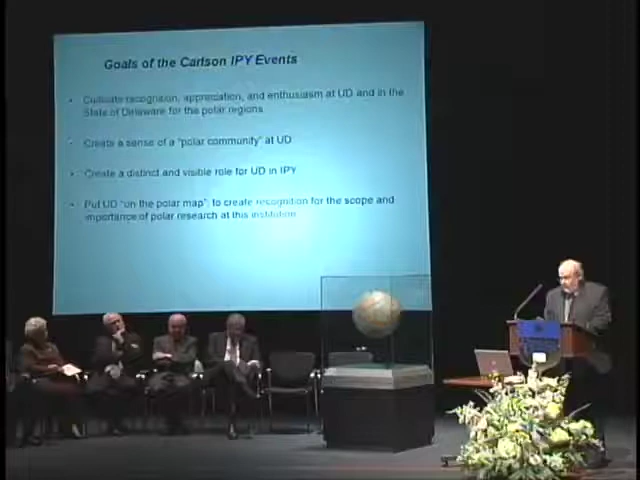 Goals of the Carlson IPY Events
• Cultivate recognition, appreciation, and enthusiasm at UD and in the
State of Delaware for the polar regions
• Create a sense of a "polar community" at UD
• Create a distinct and visible role for UD in IPY
• Put UD "on the polar map"; to create recognition for the scope and
importance of polar research at this institution